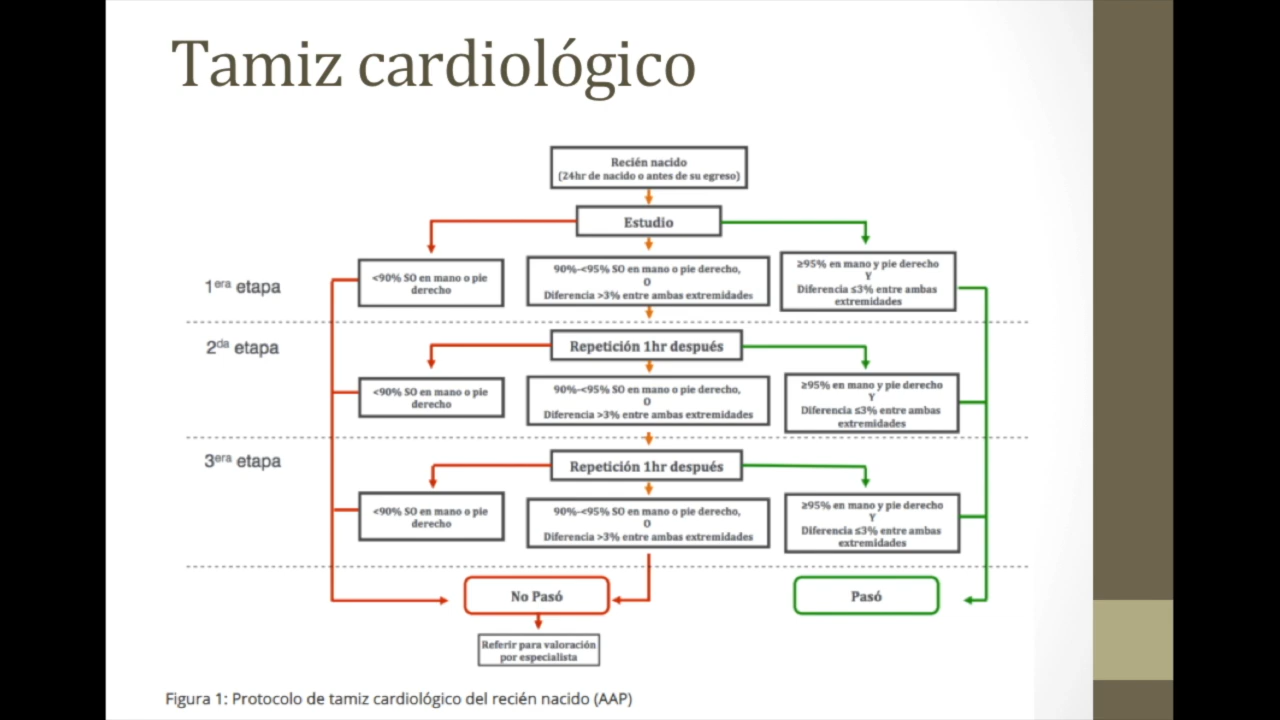 Tamiz cardiológico
Recién nacido
(24hr de nacido o antes de su egreso)
Estudio
1era etapa
<90% SO en mano o pie
derecho
90%-<95% SO en mano o pie derecho,
O
Diferencia >3% entre ambas extremidades
≥95% en mano y pie derecho
Y
Diferencia ≤3% entre ambas
extremidades
2da etapa
Repetición 1hr después
<90% SO en mano o pie
derecho
90%-<95% SO en mano o pie derecho,
O
Diferencia >3% entre ambas extremidades
≥95% en mano y pie derecho
Y
Diferencia ≤3% entre ambas
extremidades
3era etapa
Repetición 1hr después
<90% SO en mano o pie
derecho
90%-<95% SO en mano o pie derecho,
O
Diferencia >3% entre ambas extremidades
≥95% en mano y pie derecho
Y
Diferencia ≤3% entre ambas
extremidades
No Pasó
Pasó
Referir para valoración
por especialista
Figura 1: Protocolo de tamiz cardiológico del recién nacido (AAP)